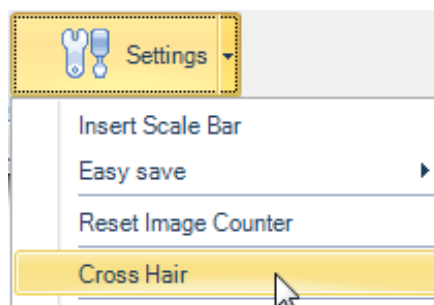 Settings
Insert Scale Bar
Easy save
Reset Image Counter
Cross Hair